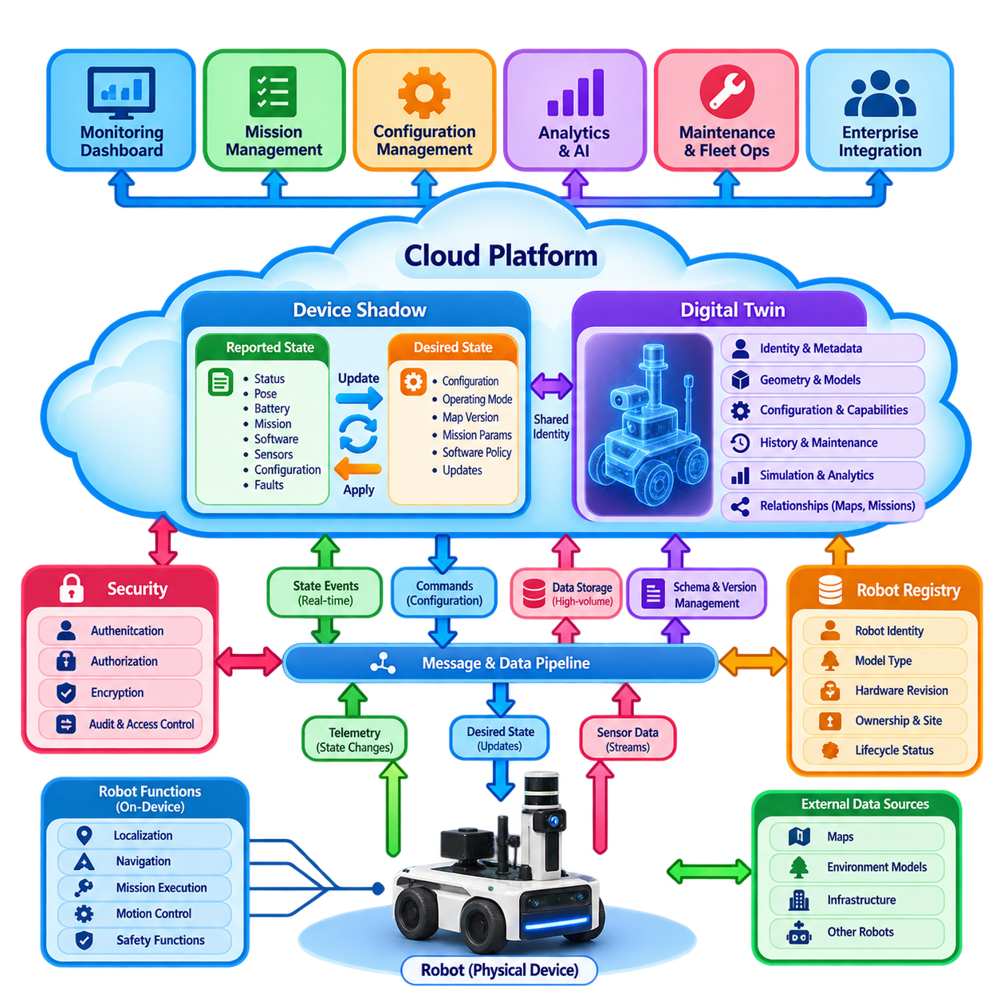 Monitoring
Dashboard
Mission
Management
Configuration
Management
Analytics
& AI
Maintenance
& Fleet Ops
Enterprise
Integration
Cloud Platform
Device Shadow
Reported State
• Status
• Pose
• Battery
• Mission
• Software
• Sensors
• Configuration
• Faults
Update
Apply
Desired State
• Configuration
• Operating Mode
• Map Version
• Mission Params
• Software Policy
• Updates
Shared
Identity
Digital Twin
Identity & Metadata
Geometry & Models
Configuration & Capabilities
History & Maintenance
Simulation & Analytics
Relationships (Maps, Missions)
Security
Authenitcation
Authorization
Encryption
Audit & Access Control
State Events
(Real-time)
Commands
(Configuration)
Data Storage
(High-volume)
Schema & Version
Management
Robot Registry
Robot Identity
Model Type
Hardware Revision
Ownership & Site
Lifecycle Status
Message & Data Pipeline
Telemetry
(State Changes)
Desired State
(Updates)
Sensor Data
(Streams)
Robot Functions
(On-Device)
Localization
Navigation
Mission Execution
Motion Control
Safety Functions
External Data Sources
Maps
Environment Models
Infrastructure
Other Robots
Robot (Physical Device)